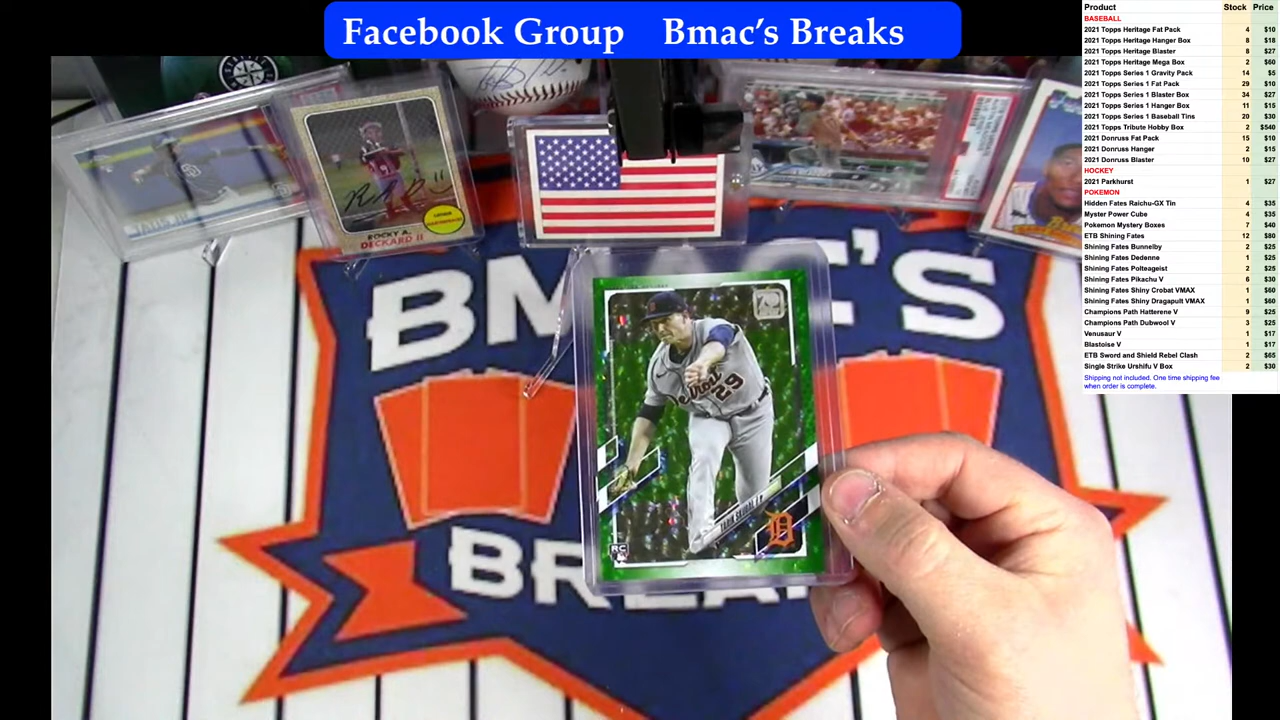 Facebook Group Bmac's Breaks
Product Stock Price
BASEBALL
2021 Topps Heritage Fat Pack 4 $10
2021 Topps Heritage Hanger Box 8 $18
2021 Topps Heritage Blaster 8 $27
2021 Topps Heritage Mega Box 2 $60
2021 Topps Series 1 Gravity Pack 14 $5
2021 Topps Series 1 Fat Pack 29 $10
2021 Topps Series 1 Blaster Box 34 $27
2021 Topps Series 1 Hanger Box 11 $15
2021 Topps Series 1 Baseball Tins 20 $30
2021 Topps Tribute Hobby Box 2 $540
2021 Donruss Fat Pack 15 $10
2021 Donruss Hanger 2 $15
2021 Donruss Blaster 10 $27
HOCKEY
2021 Parkhurst 1 $27
POKEMON
Hidden Fates Raichu-GX Tin 4 $35
Myster Power Cube 4 $35
Pokemon Mystery Boxes 7 $40
ETB Shining Fates 12 $80
Shining Fates Bunnelby 2 $25
Shining Fates Dedenne 1 $25
Shining Fates Polteageist 2 $25
Shining Fates Pikachu V 6 $30
Shining Fates Shiny Crobat VMAX 1 $60
Shining Fates Shiny Dragapult VMAX 1 $60
Champions Path Hatterene V 9 $25
Champions Path Dubwool V 3 $25
Venusaur V 1 $17
Blastoise V 1 $17
ETB Sword and Shield Rebel Clash 2 $65
Single Strike Urshifu V Box 2 $30
Shipping not included. One time shipping fee
when order is complete.
ROCKY A.
DECKARD II
Detroit
29
TARIK SKUBAL
D
RC